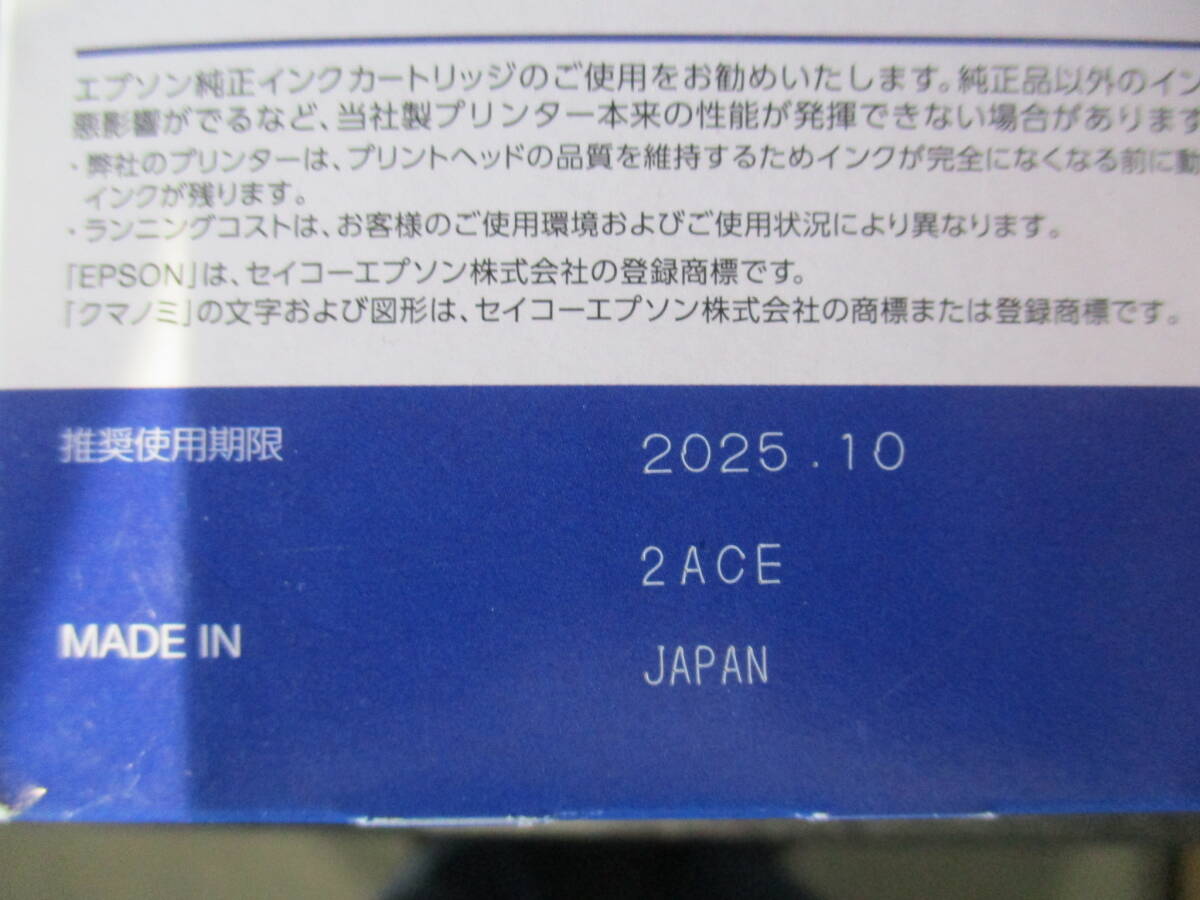 エプソン純正インクカートリッジのご使用をお勧めいたします。純正品以外のイン
悪影響がでるなど、当社製プリンター本来の性能が発揮できない場合があります
・弊社のプリンターは、プリントヘッドの品質を維持するためインクが完全になくなる前に動
インクが残ります。
・ランニングコストは、お客様のご使用環境およびご使用状況により異なります。
「EPSON」は、セイコーエプソン株式会社の登録商標です。
「クマノミ」の文字および図形は、セイコーエプソン株式会社の商標または登録商標です。
推奨使用期限 2025.10
2ACE
MADE IN JAPAN